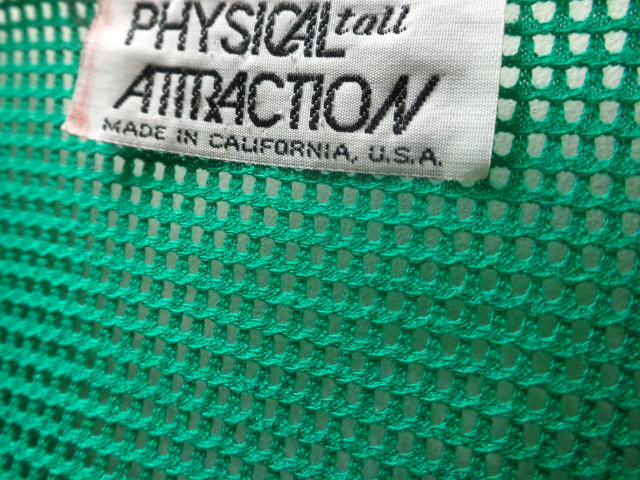 PHYSICAL tall
ATTRACTION
MADE IN CALIFORNIA, U.S.A.